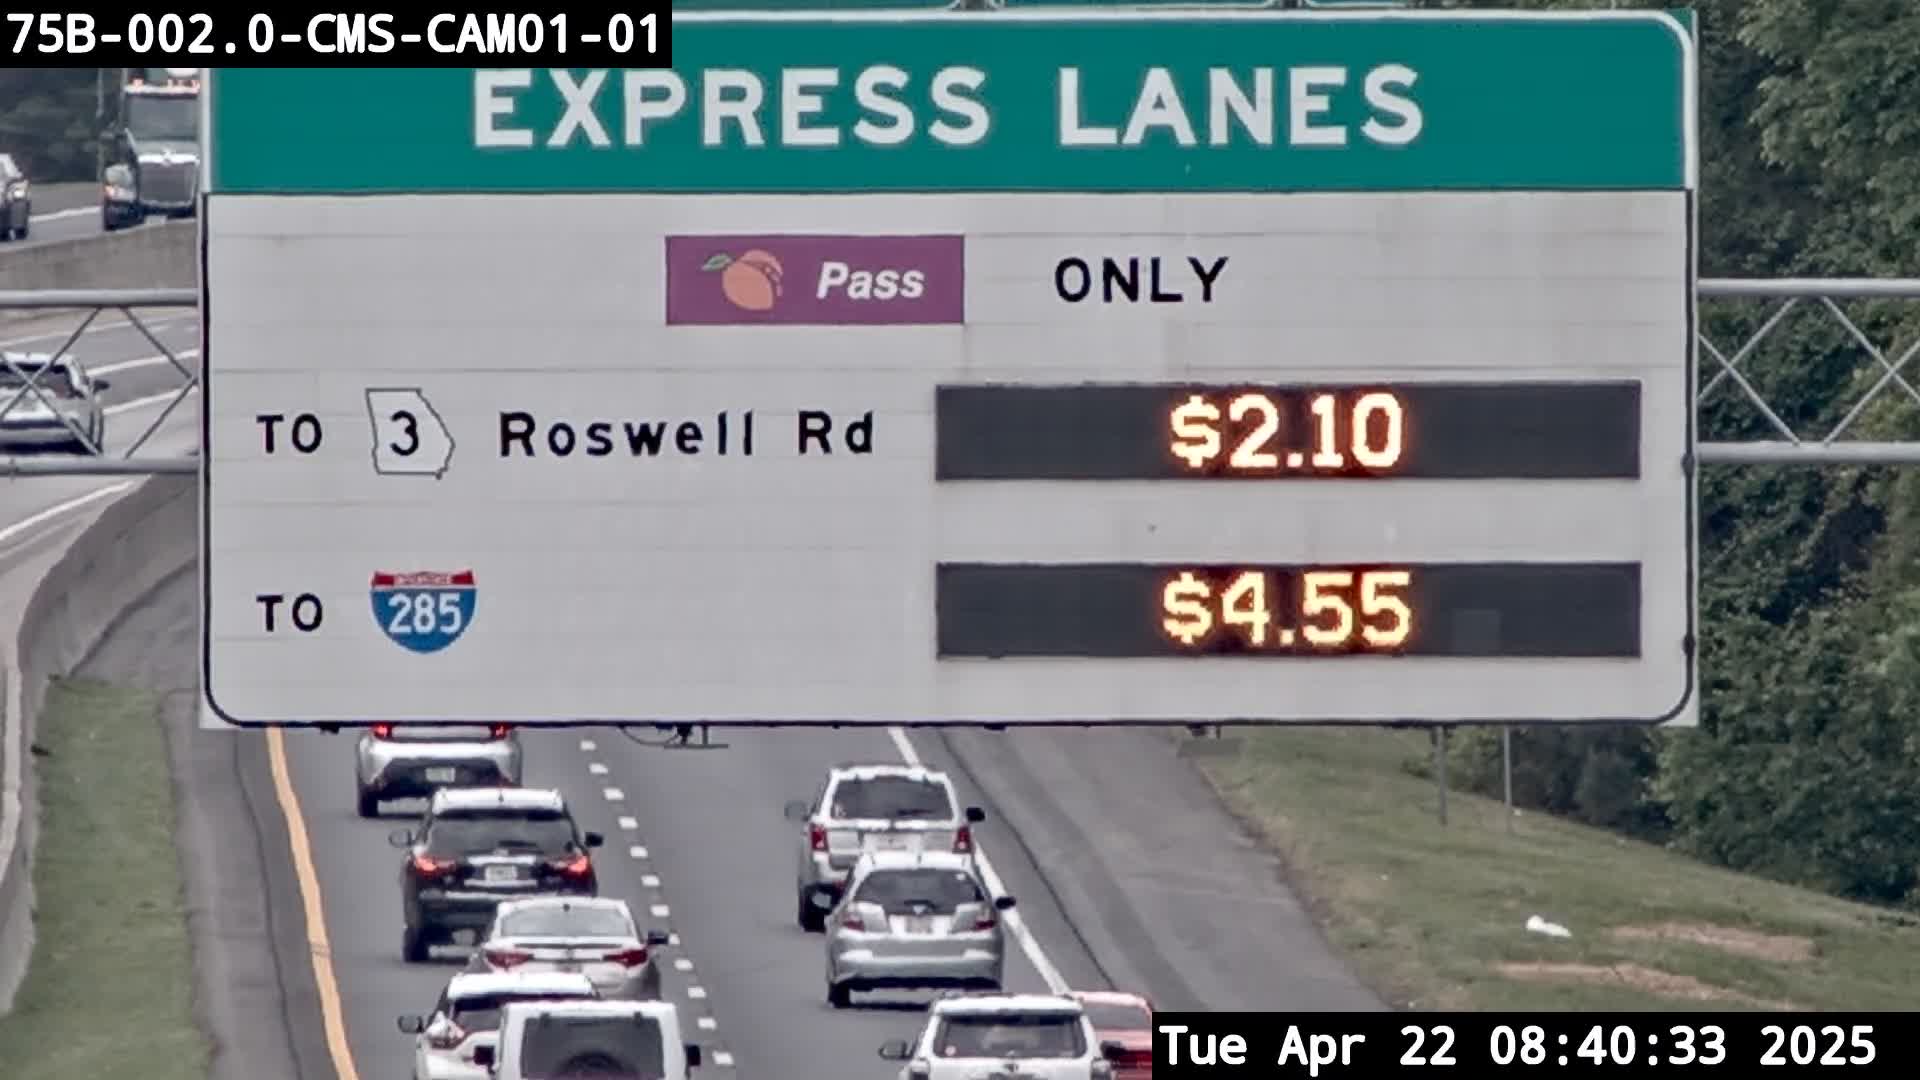 75B-002.0-CMS-CAM01-01
EXPRESS LANES
Pass ONLY
TO 3 Roswell Rd $2.10
TO 285 $4.55
Tue Apr 22 08:40:33 2025